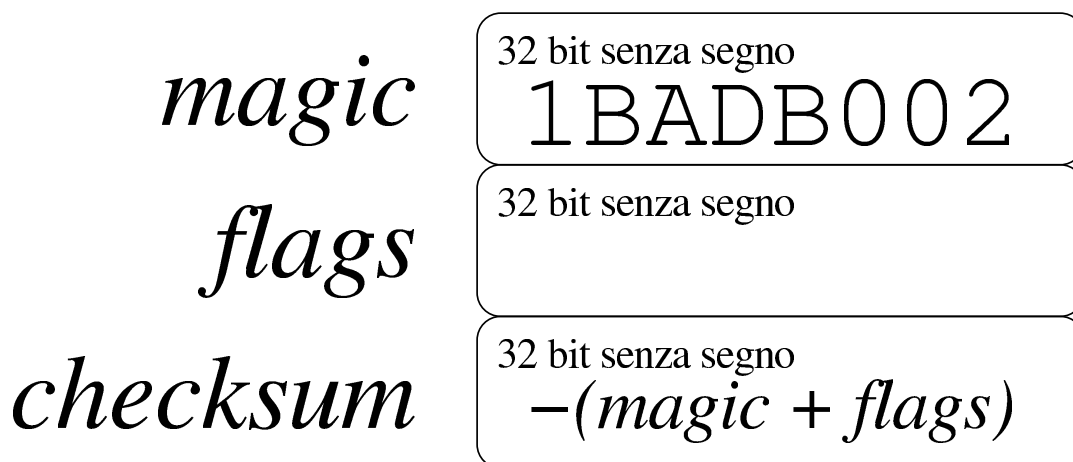 magic
32 bit senza segno
1BADB002
flags
32 bit senza segno
checksum
32 bit senza segno
−(magic + flags)